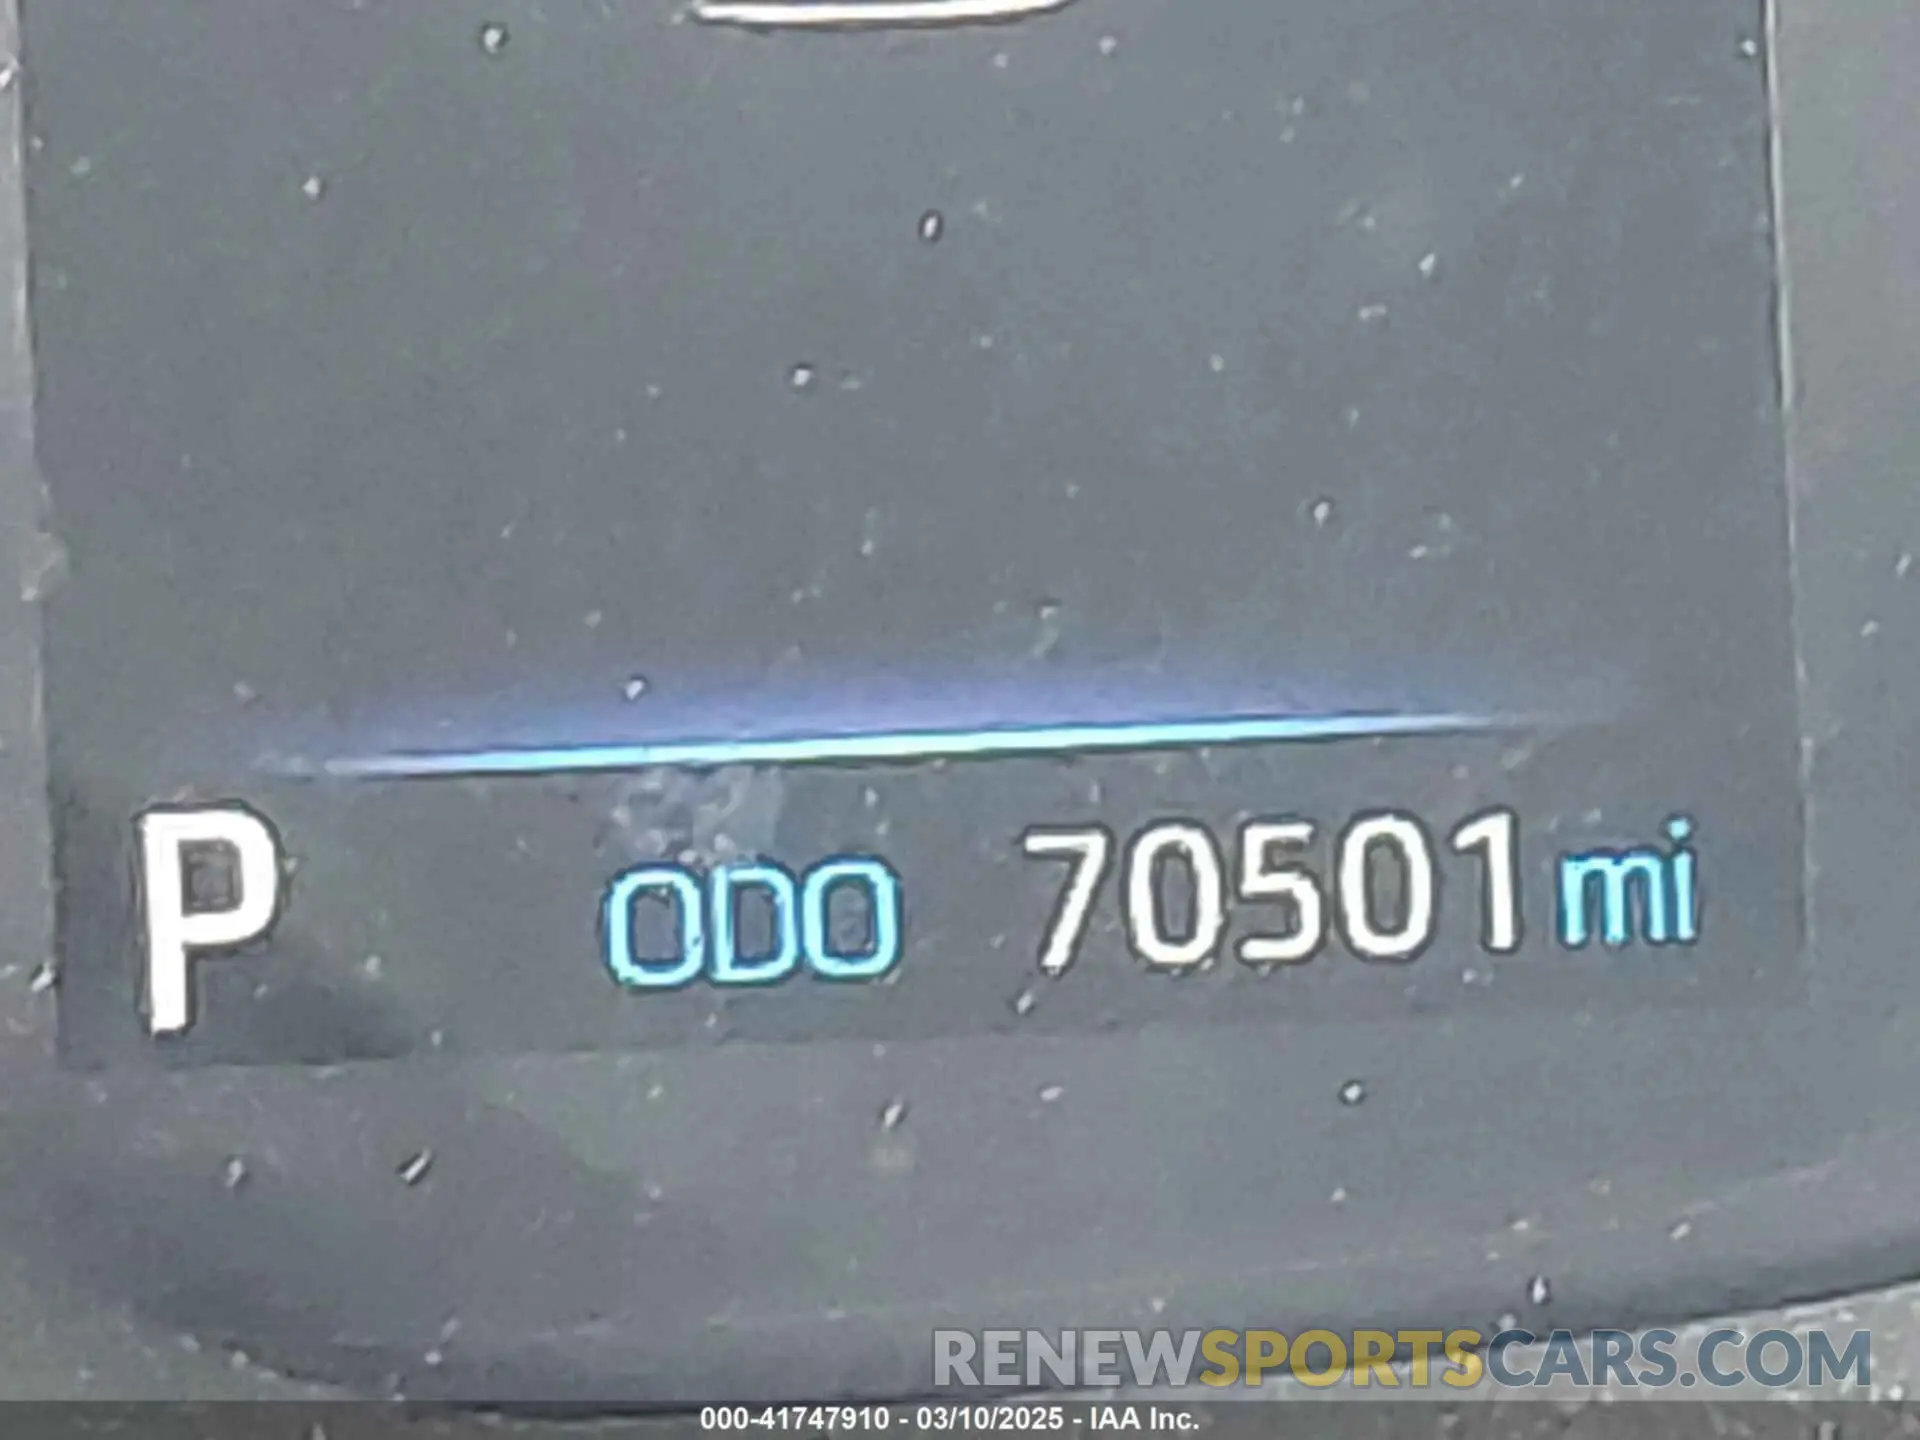 P ODO 70501 mi
RENEWSPORTSCARS.COM
000-41747910 - 03/10/2025 - IAA Inc.